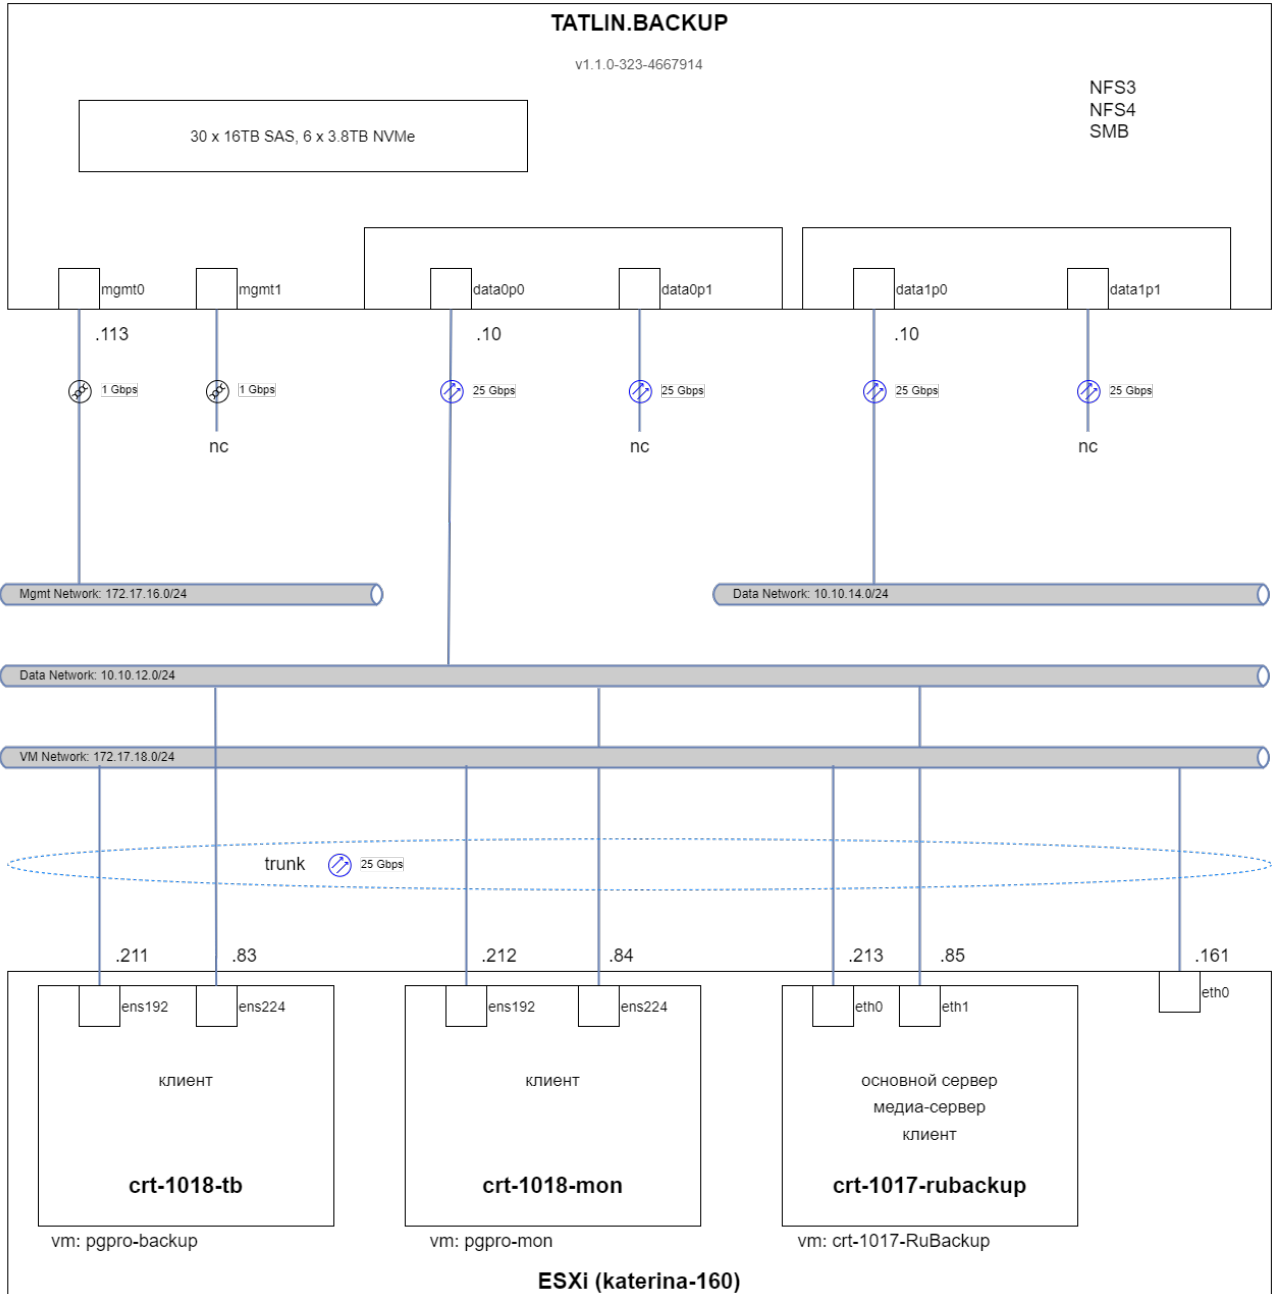 TATLIN.BACKUP
v1.1.0-323-4667914
NFS3
NFS4
SMB
30 x 16TB SAS, 6 x 3.8TB NVMe
mgmt0
mgmt1
data0p0
data0p1
data1p0
data1p1
.113
.10
.10
1 Gbps
1 Gbps
25 Gbps
25 Gbps
25 Gbps
25 Gbps
nc
nc
nc
Mgmt Network: 172.17.16.0/24
Data Network: 10.10.14.0/24
Data Network: 10.10.12.0/24
VM Network: 172.17.18.0/24
trunk
25 Gbps
.211
.83
.212
.84
.213
.85
.161
ens192
ens224
ens192
ens224
eth0
eth1
eth0
клиент
клиент
основной сервер
медиа-сервер
клиент
crt-1018-tb
crt-1018-mon
crt-1017-rubackup
vm: pgpro-backup
vm: pgpro-mon
vm: crt-1017-RuBackup
ESXi (katerina-160)